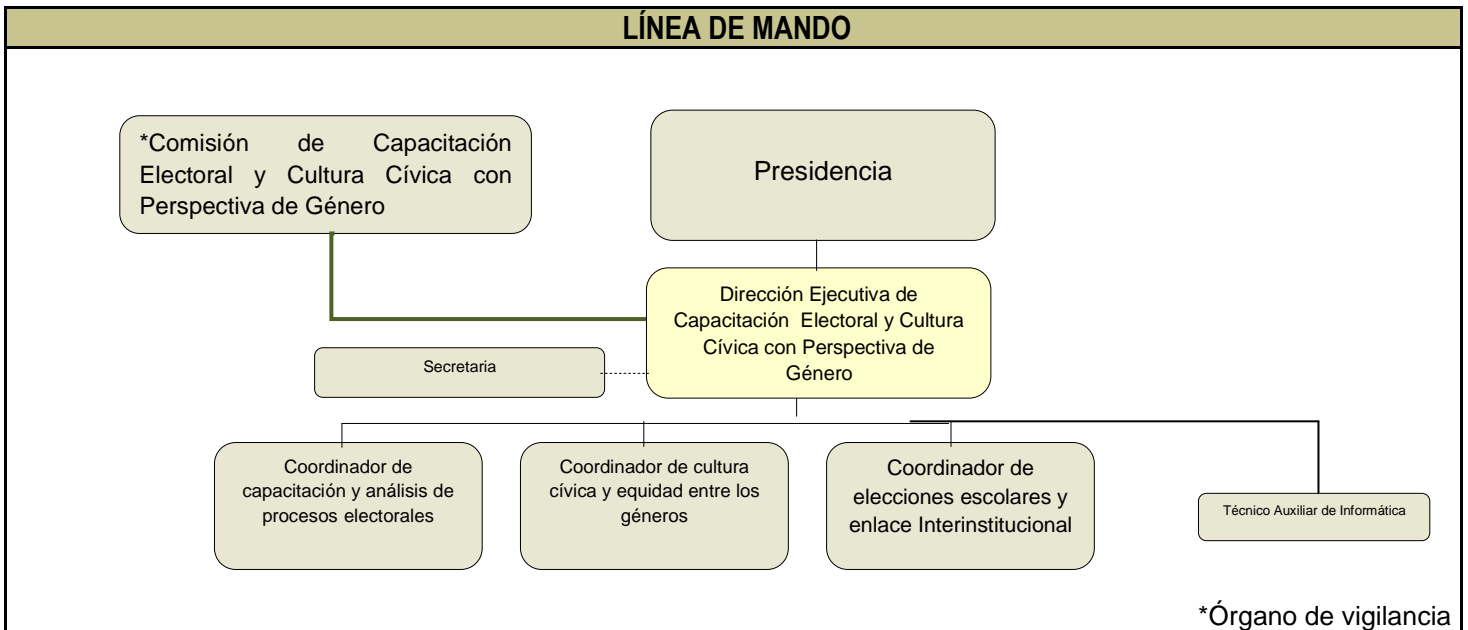 LÍNEA DE MANDO
*Comisión de Capacitación
Electoral y Cultura Cívica con
Perspectiva de Género
Presidencia
Dirección Ejecutiva de
Capacitación Electoral y Cultura
Cívica con Perspectiva de
Género
Secretaria
Coordinador de
capacitación y análisis de
procesos electorales
Coordinador de cultura
cívica y equidad entre los
géneros
Coordinador de
elecciones escolares y
enlace Interinstitucional
Técnico Auxiliar de Informática
*Órgano de vigilancia